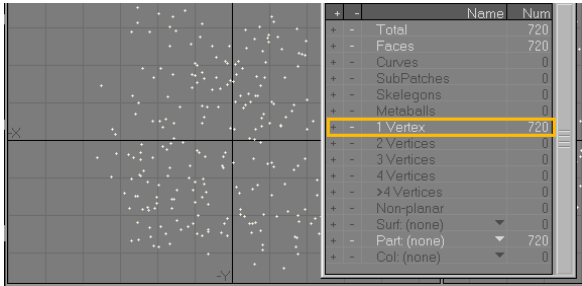 + - Name Num
+ - Total 720
+ - Faces 720
+ - Curves 0
+ - SubPatches 0
+ - Skelegons 0
+ - Metaballs 0
+ - 1 Vertex 720
+ - 2 Vertices 0
+ - 3 Vertices 0
+ - 4 Vertices 0
+ - >4 Vertices 0
+ - Non-planar 0
+ - Surf: (none) 0
+ - Part: (none) 720
+ - Col: (none) 0
-X
-Y